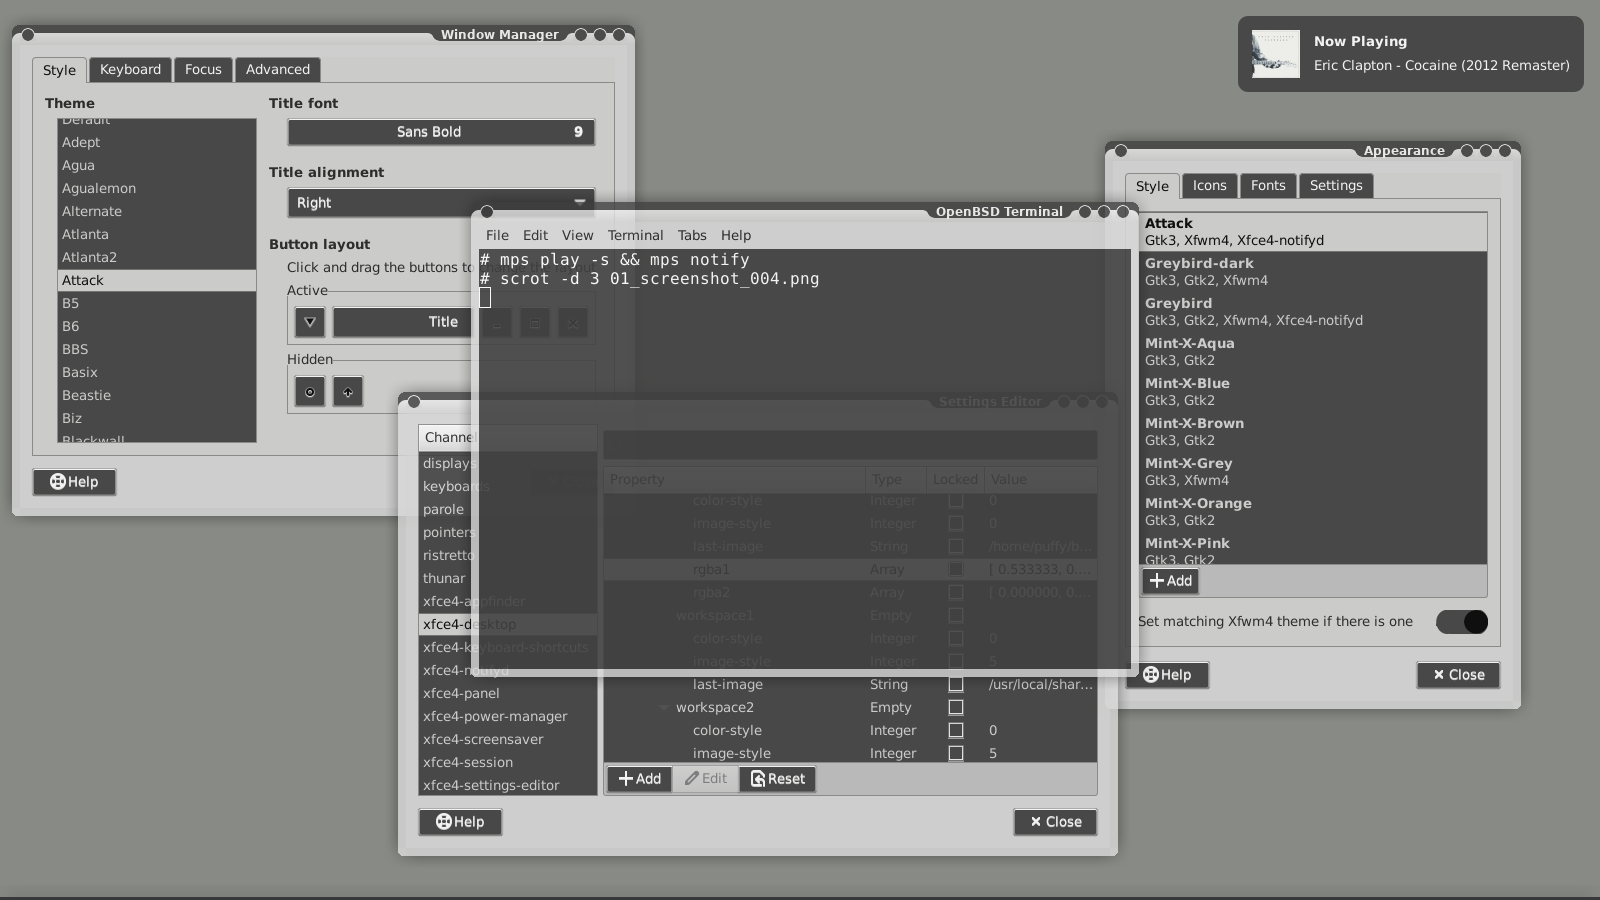 Window Manager
Style
Keyboard
Focus
Advanced
Theme
Default
Adept
Agua
Agualemon
Alternate
Atlanta
Atlanta2
Attack
B5
B6
BBS
Basix
Beastie
Biz
Blackwall
Title font
Sans Bold 9
Title alignment
Right
Button layout
Click and drag the buttons to change the layout
Active
Title
Hidden
Help
Now Playing
Eric Clapton - Cocaine (2012 Remaster)
OpenBSD Terminal
File Edit View Terminal Tabs Help
# mps play -s && mps notify
# scrot -d 3 01_screenshot_004.png
Settings Editor
Channel
displays
keyboards
parole
pointers
ristretto
thunar
xfce4-appfinder
xfce4-desktop
xfce4-keyboard-shortcuts
xfce4-notifyd
xfce4-panel
xfce4-power-manager
xfce4-screensaver
xfce4-session
xfce4-settings-editor
Property Type Locked Value
color-style Integer 0
image-style Integer 0
last-image String /home/puffy/b...
rgba1 Array [ 0.533333, 0....
rgba2 Array [ 0.000000, 0....
workspace1 Empty
color-style Integer 0
image-style Integer 5
last-image String /usr/local/shar...
workspace2 Empty
color-style Integer 0
image-style Integer 5
Add
Edit
Reset
Help
Close
Appearance
Style
Icons
Fonts
Settings
Attack
Gtk3, Xfwm4, Xfce4-notifyd
Greybird-dark
Gtk3, Gtk2, Xfwm4
Greybird
Gtk3, Gtk2, Xfwm4, Xfce4-notifyd
Mint-X-Aqua
Gtk3, Gtk2
Mint-X-Blue
Gtk3, Gtk2
Mint-X-Brown
Gtk3, Gtk2
Mint-X-Grey
Gtk3, Xfwm4
Mint-X-Orange
Gtk3, Gtk2
Mint-X-Pink
Gtk3, Gtk2
Add
Set matching Xfwm4 theme if there is one
Help
Close